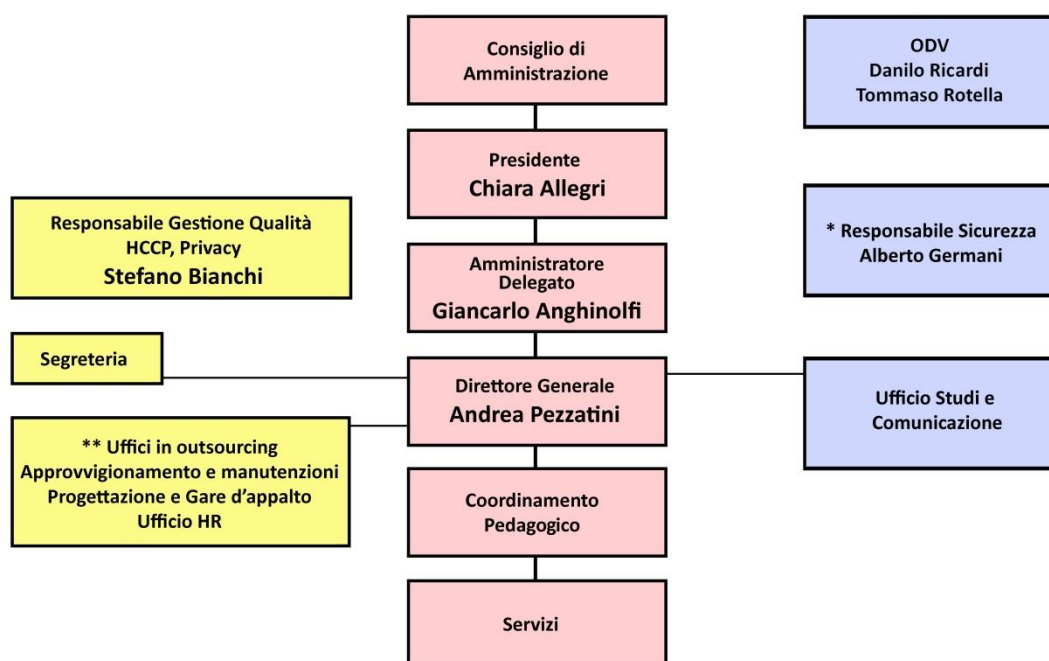 Consiglio di
Amministrazione
ODV
Danilo Ricardi
Tommaso Rotella
Presidente
Chiara Allegri
Responsabile Gestione Qualità
HCCP, Privacy
Stefano Bianchi
* Responsabile Sicurezza
Alberto Germani
Amministratore
Delegato
Giancarlo Anghinolfi
Segreteria
Direttore Generale
Andrea Pezzatini
Ufficio Studi e
Comunicazione
** Uffici in outsourcing
Approvvigionamento e manutenzioni
Progettazione e Gare d'appalto
Ufficio HR
Coordinamento
Pedagogico
Servizi